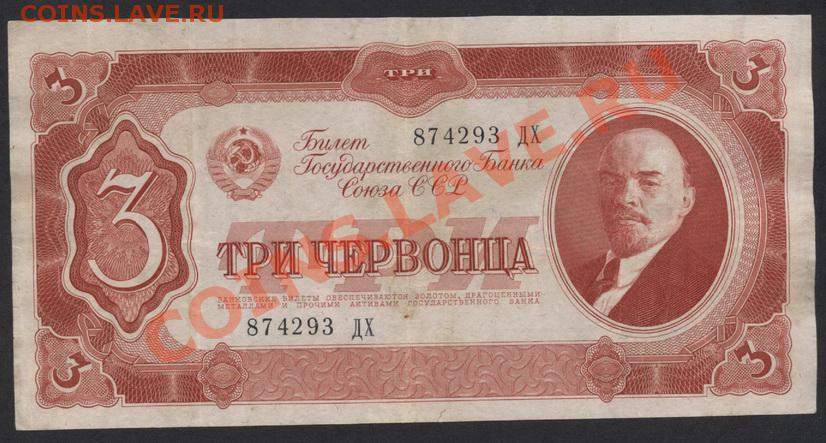 COINS.LAVE.RU
3
ТРИ
3
Билет 874293 ДХ
Государственного Банка
Союза ССР
3
ТРИ
ТРИ ЧЕРВОНЦА
БАНКОВСКИЕ БИЛЕТЫ ОБЕСПЕЧИВАЮТСЯ ЗОЛОТОМ, ДРАГОЦЕННЫМИ
МЕТАЛЛАМИ И ПРОЧИМИ АКТИВАМИ ГОСУДАРСТВЕННОГО БАНКА
874293 ДХ
3
3
COINS.LAVE.RU